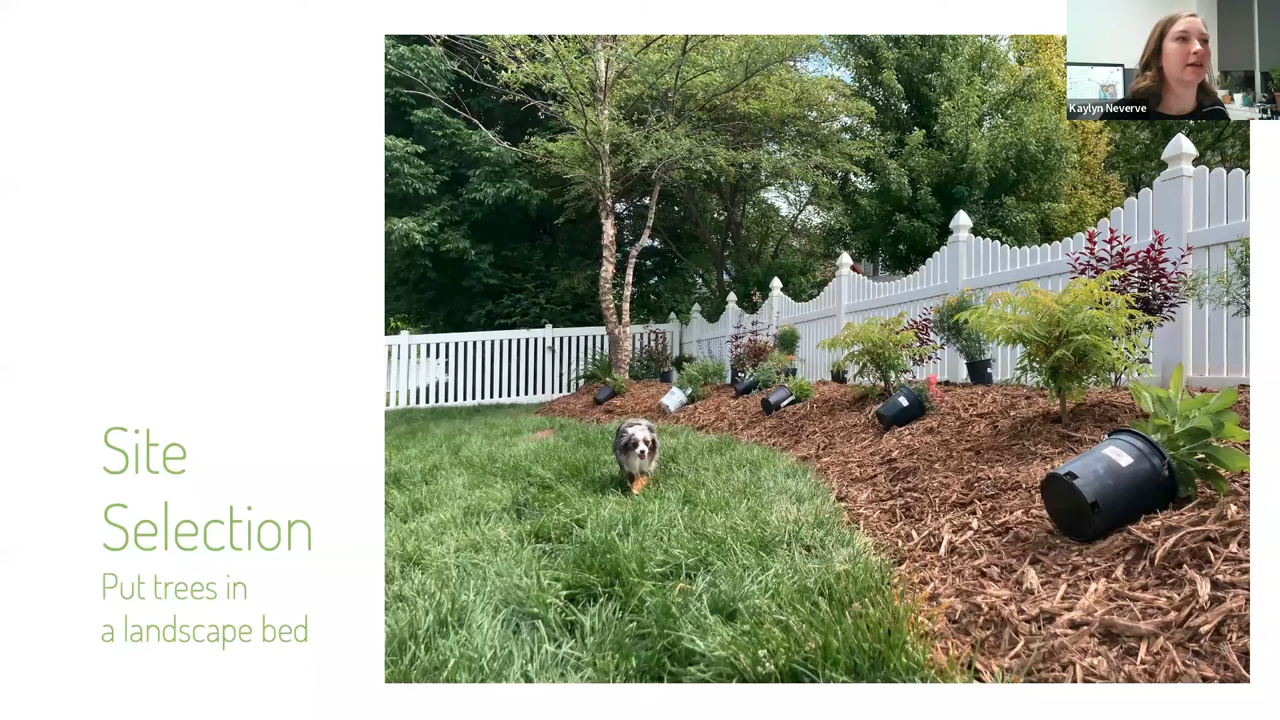 Kaylyn Neverve
Site
Selection
Put trees in
a landscape bed